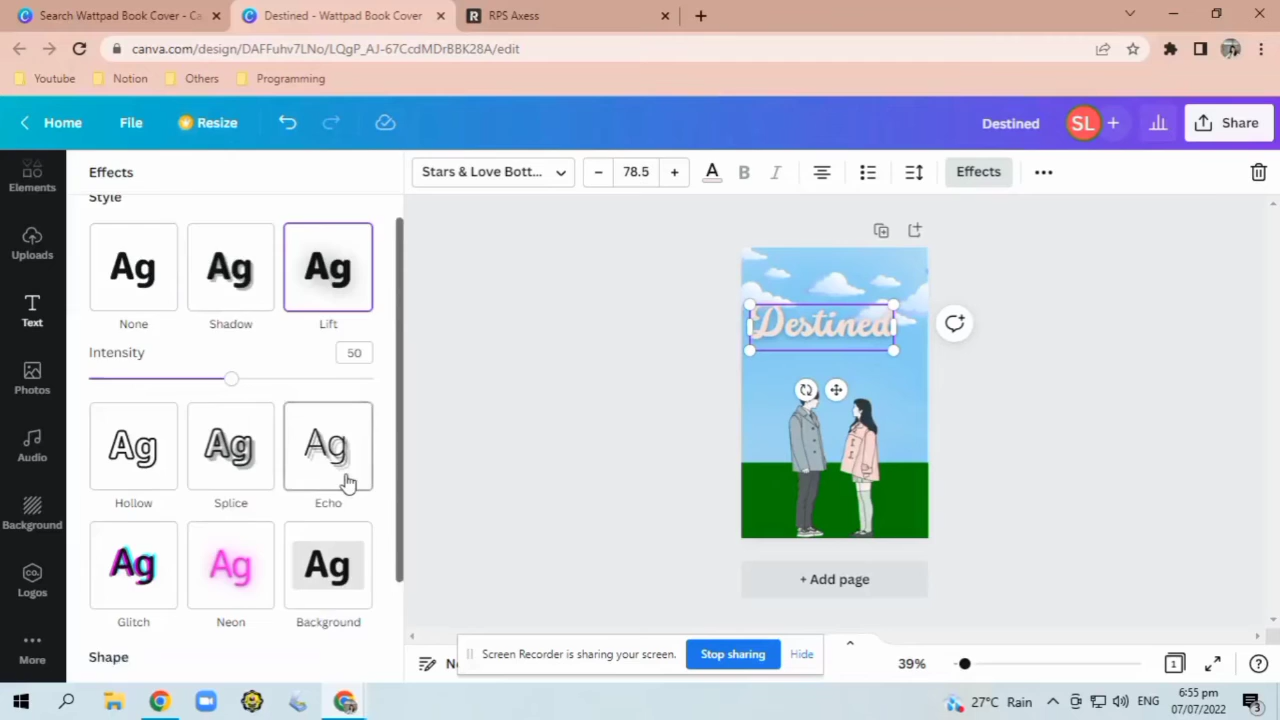 Search Wattpad Book Cover - Ca
Destined - Wattpad Book Cover
RPS Axess
canva.com/design/DAFFuhv7LNo/LQgP_AJ-67CcdMDrBBK28A/edit
Youtube
Notion
Others
Programming
Home
File
Resize
Destined
SL
Share
Elements
Uploads
Text
Photos
Audio
Background
Logos
More
CO.
Effects
Style
Ag
Ag
Ag
None
Shadow
Lift
Intensity
50
Ag
Ag
Ag
Hollow
Splice
Echo
Ag
Ag
Ag
Glitch
Neon
Background
Shape
Stars & Love Bott...
78.5
A
B
I
Effects
Destined
+ Add page
Screen Recorder is sharing your screen.
Stop sharing
Hide
39%
1
27°C Rain
ENG
6:55 pm
07/07/2022
3